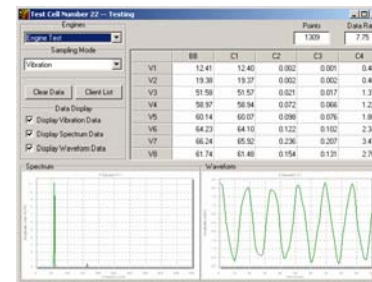 Test Cell Number 22 -- Testing
Engines
Engine Test
Sampling Mode
Vibration
Clear Data
Client List
Data Display
Display Vibration Data
Display Spectrum Data
Display Waveform Data
Points
Data Ra
1309
7.75
BB C1 C2 C3 C4
V1 12.41 12.40 0.002 0.001
V2 19.38 19.37 0.002 0.002
V3 51.58 51.57 0.021 0.017
V4 58.97 58.94 0.072 0.066
V5 60.14 60.07 0.098 0.076
V6 64.23 64.10 0.122 0.102
V7 66.24 65.92 0.236 0.207
V8 61.74 61.48 0.154 0.131
Spectrum
Waveform